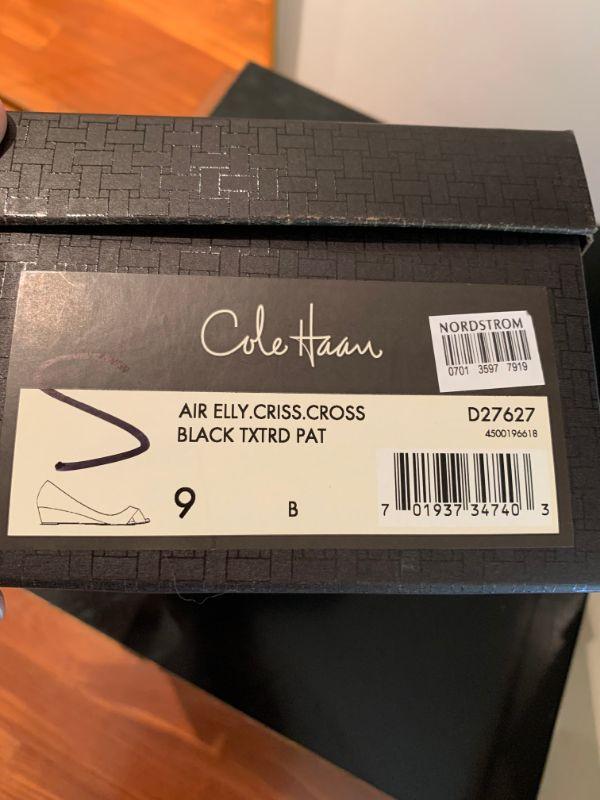 Cole Haan
NORDSTROM
0701 3597 7919
AIR ELLY.CRISS.CROSS
BLACK TXTRD PAT
D27627
4500196618
9
B
7 01937 34740 3